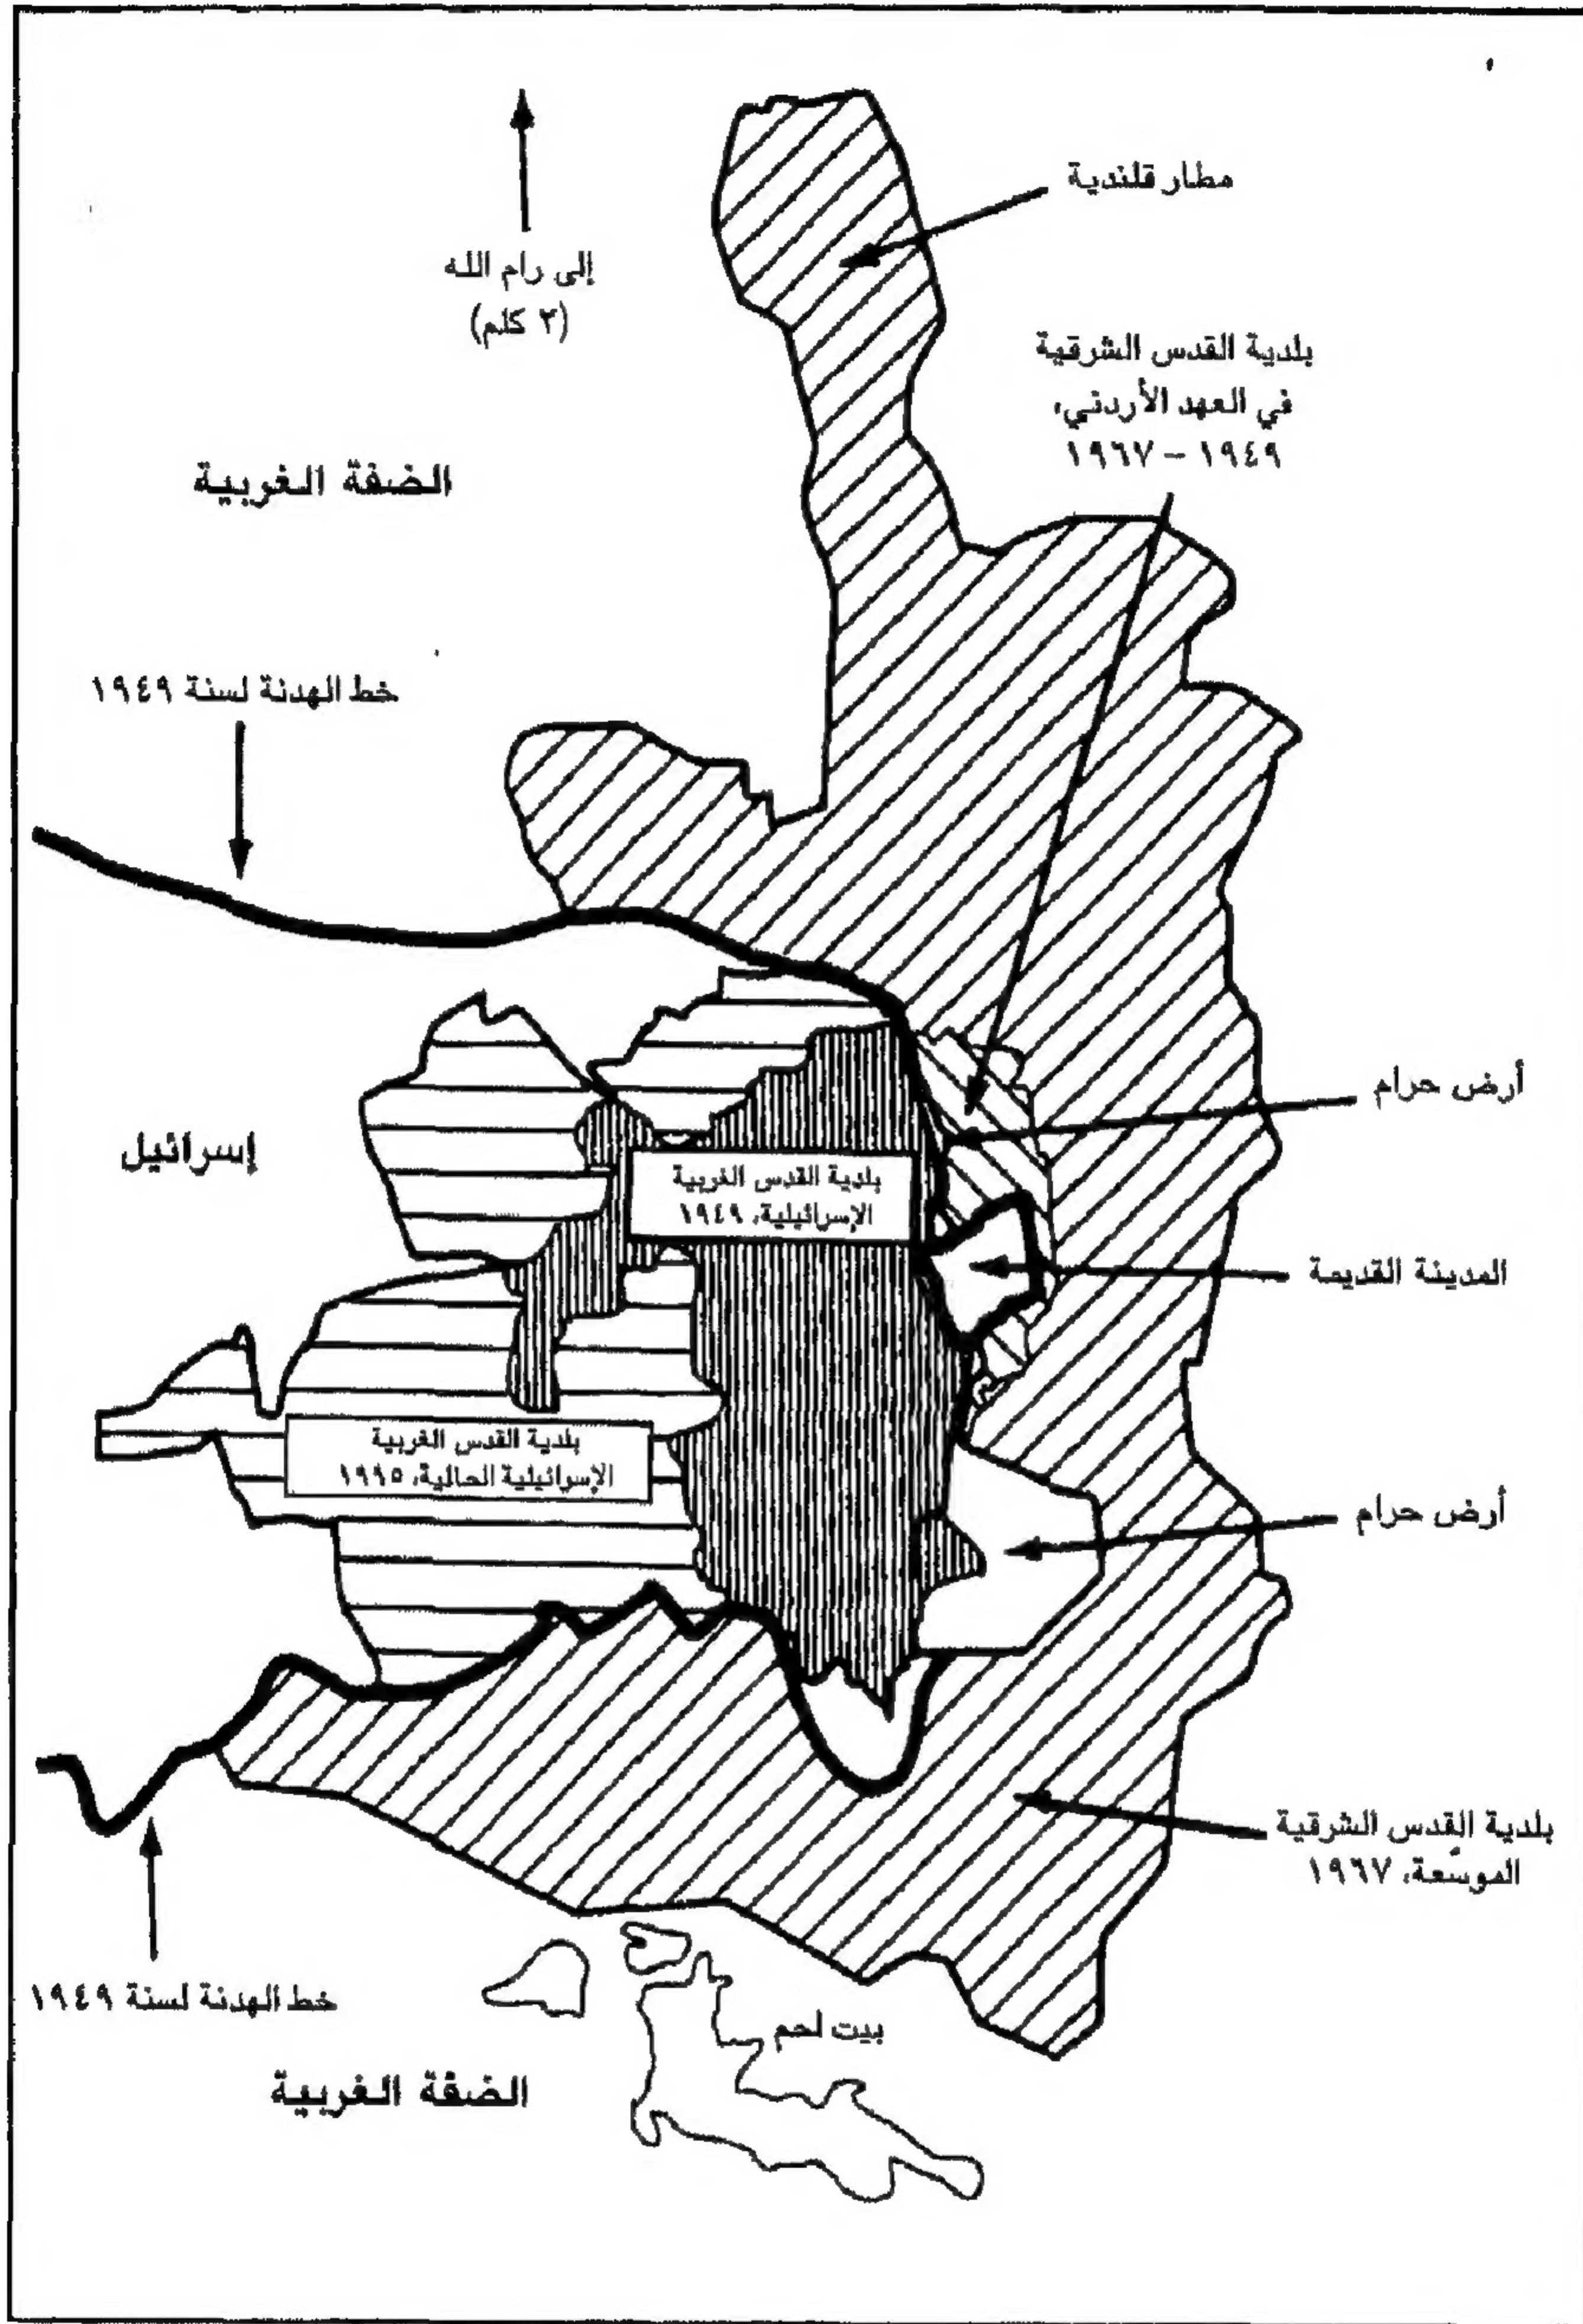 مطار قلندية
إلى رام الله
(٣ كلم)
بلدية القدس الشرقية
في العهد الأردني،
١٩٤٩ – ١٩٦٧
الضفة الغربية
خط الهدنة لسنة ١٩٤٩
أرض حرام
إسرائيل
بلدية القدس الغربية
الإسرائيلية، ١٩٤٩
المدينة القديمة
بلدية القدس الغربية
الإسرائيلية الحالية، ١٩٩٥
أرض حرام
بلدية القدس الشرقية
الموسّعة، ١٩٦٧
خط الهدنة لسنة ١٩٤٩
بيت لحم
الضفة الغربية